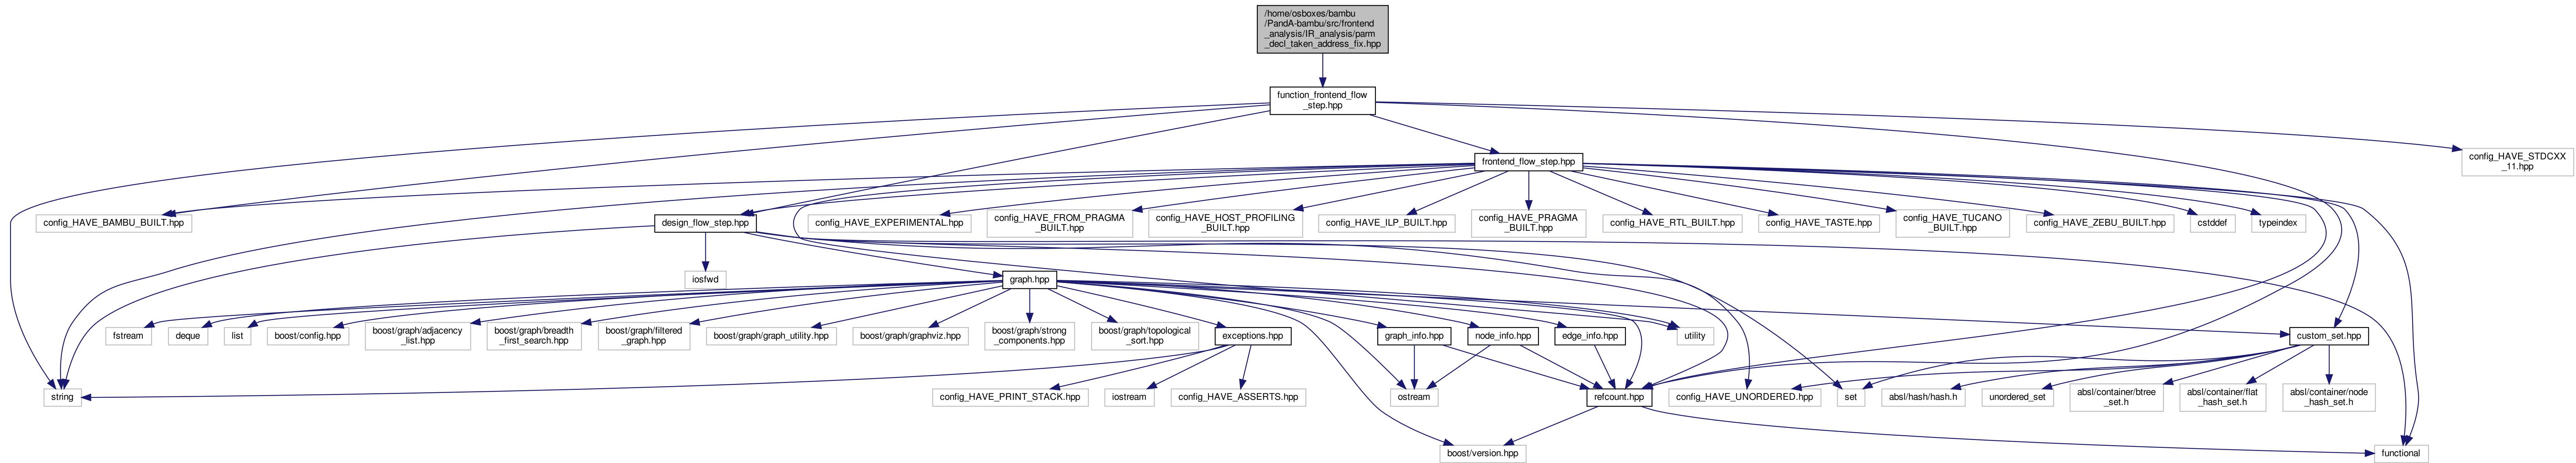 /home/osboxes/bambu
/PandA-bambu/src/frontend
_analysis/IR_analysis/parm
_decl_taken_address_fix.hpp
function_frontend_flow
_step.hpp
frontend_flow_step.hpp
config_HAVE_STDCXX
_11.hpp
config_HAVE_BAMBU_BUILT.hpp
design_flow_step.hpp
config_HAVE_EXPERIMENTAL.hpp
config_HAVE_FROM_PRAGMA
_BUILT.hpp
config_HAVE_HOST_PROFILING
_BUILT.hpp
config_HAVE_ILP_BUILT.hpp
config_HAVE_PRAGMA
_BUILT.hpp
config_HAVE_RTL_BUILT.hpp
config_HAVE_TASTE.hpp
config_HAVE_TUCANO
_BUILT.hpp
config_HAVE_ZEBU_BUILT.hpp
cstddef
typeindex
iosfwd
graph.hpp
fstream
deque
list
boost/config.hpp
boost/graph/adjacency
_list.hpp
boost/graph/breadth
_first_search.hpp
boost/graph/filtered
_graph.hpp
boost/graph/graph_utility.hpp
boost/graph/graphviz.hpp
boost/graph/strong
_components.hpp
boost/graph/topological
_sort.hpp
exceptions.hpp
graph_info.hpp
node_info.hpp
edge_info.hpp
utility
custom_set.hpp
string
config_HAVE_PRINT_STACK.hpp
iostream
config_HAVE_ASSERTS.hpp
ostream
refcount.hpp
config_HAVE_UNORDERED.hpp
set
absl/hash/hash.h
unordered_set
absl/container/btree
_set.h
absl/container/flat
_hash_set.h
absl/container/node
_hash_set.h
boost/version.hpp
functional